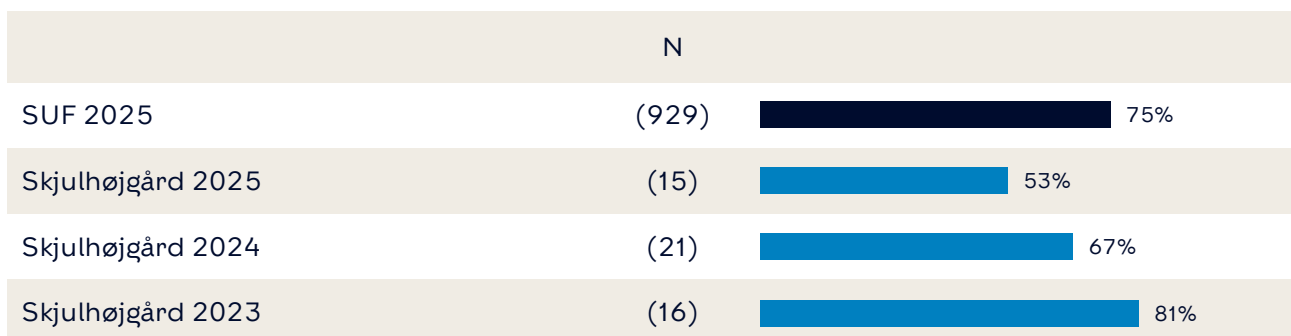 N
SUF 2025 (929) 75%
Skjulhøjgård 2025 (15) 53%
Skjulhøjgård 2024 (21) 67%
Skjulhøjgård 2023 (16) 81%